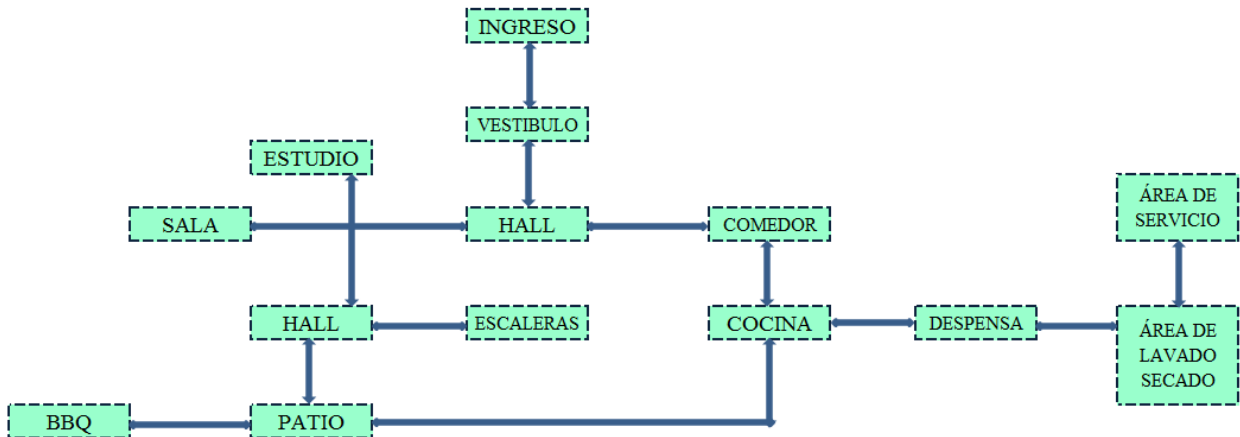 INGRESO
VESTIBULO
ESTUDIO
SALA
HALL
COMEDOR
ÁREA DE
SERVICIO
HALL
ESCALERAS
COCINA
DESPENSA
ÁREA DE
LAVADO
SECADO
BBQ
PATIO